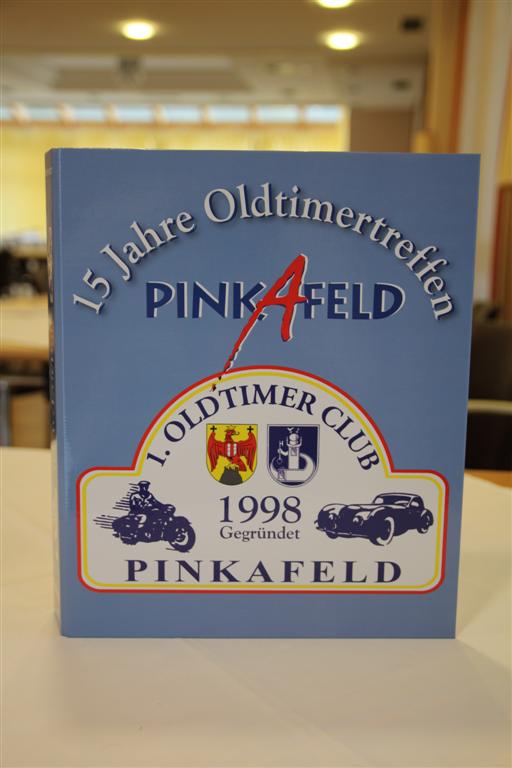 15 Jahre Oldtimertreffen
PINKAFELD
1. OLDTIMER CLUB
1998
Gegründet
PINKAFELD